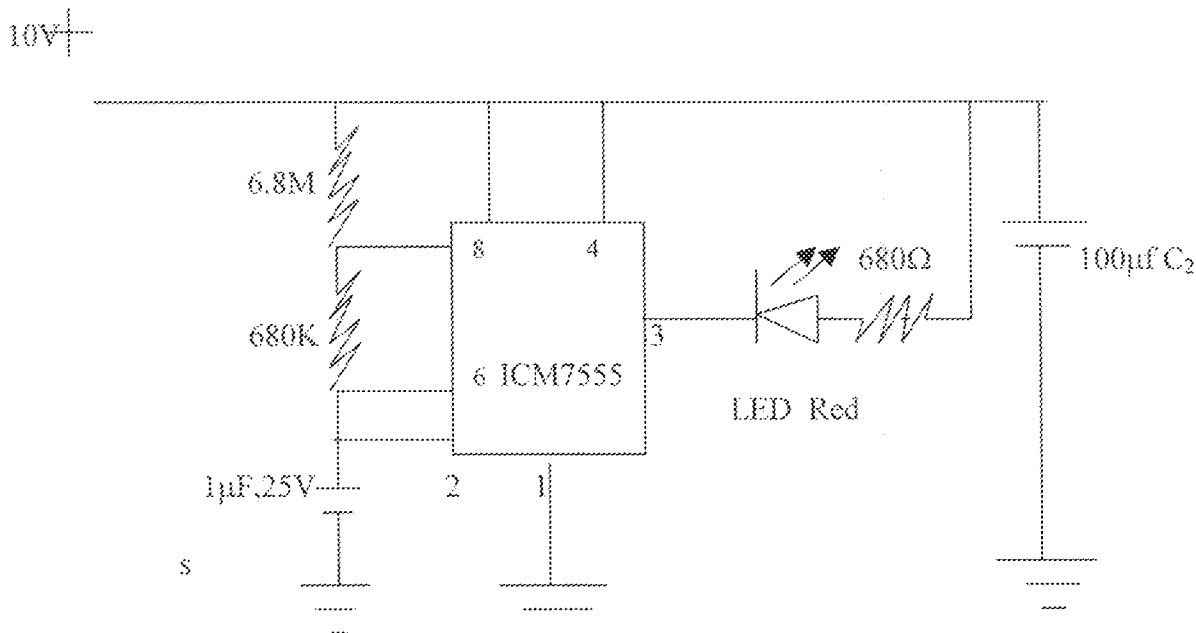 10V
6.8M
8 4
680Ω
100μf C₂
680K
3
6 ICM7555
LED Red
1μF,25V
2 1
s